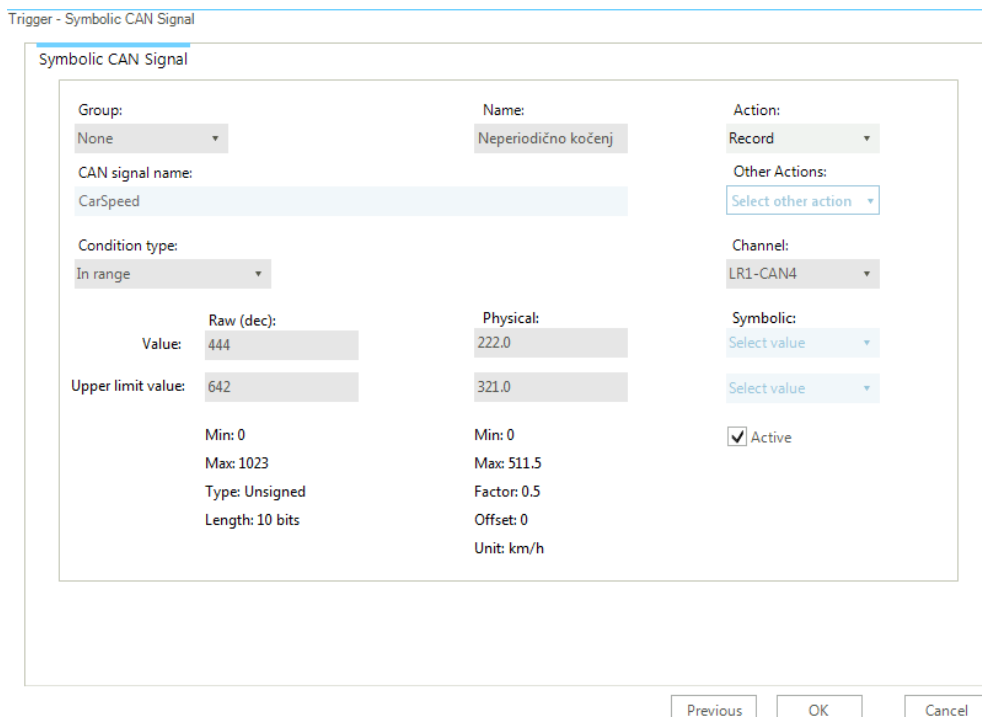 Trigger - Symbolic CAN Signal
Symbolic CAN Signal
Group: Name: Action:
None Neperiodično kočenj Record
CAN signal name: Other Actions:
CarSpeed Select other action
Condition type: Channel:
In range LR1-CAN4
Raw (dec): Physical: Symbolic:
Value: 444 222.0 Select value
Upper limit value: 642 321.0 Select value
Min: 0 Min: 0 Active
Max: 1023 Max: 511.5
Type: Unsigned Factor: 0.5
Length: 10 bits Offset: 0
Unit: km/h
Previous OK Cancel